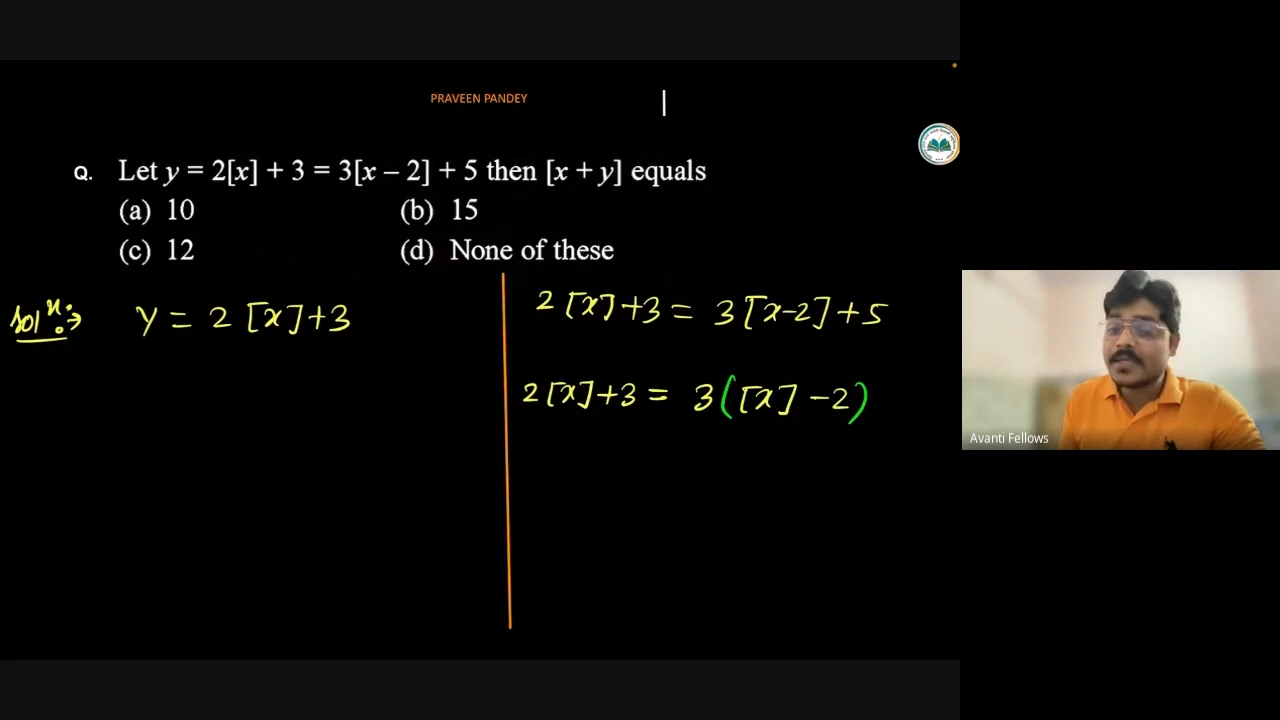 PRAVEEN PANDEY
Q. Let y = 2[x] + 3 = 3[x – 2] + 5 then [x + y] equals
(a) 10 (b) 15
(c) 12 (d) None of these
Solⁿ:→ y = 2 [x]+3
2[x]+3 = 3[x-2]+5
2[x]+3 = 3([x] -2)
Avanti Fellows